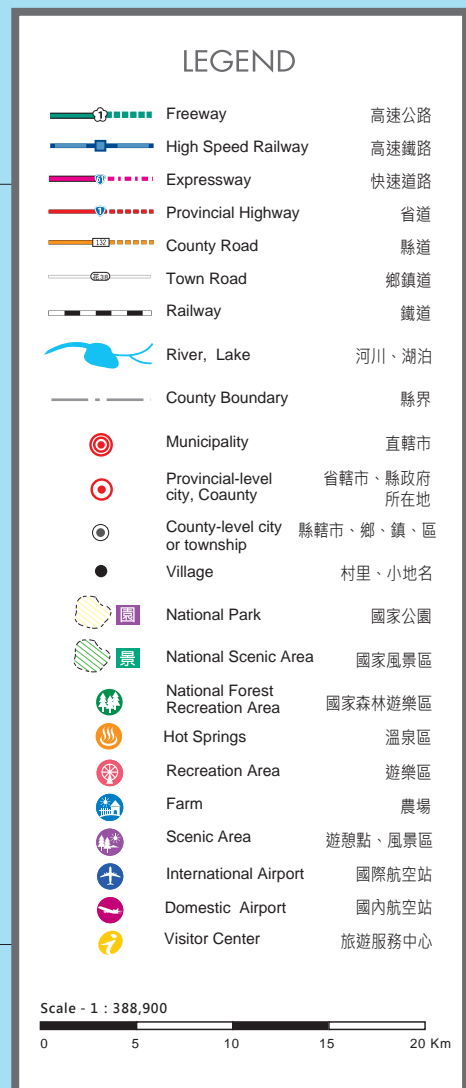 LEGEND
1 Freeway 高速公路
High Speed Railway 高速鐵路
61 Expressway 快速道路
1 Provincial Highway 省道
132 County Road 縣道
花38 Town Road 鄉鎮道
Railway 鐵道
River, Lake 河川、湖泊
County Boundary 縣界
Municipality 直轄市
Provincial-level 省轄市、縣政府
city, Coaunty 所在地
County-level city 縣轄市、鄉、鎮、區
or township
Village 村里、小地名
園 National Park 國家公園
景 National Scenic Area 國家風景區
National Forest 國家森林遊樂區
Recreation Area
Hot Springs 溫泉區
Recreation Area 遊樂區
Farm 農場
Scenic Area 遊憩點、風景區
International Airport 國際航空站
Domestic Airport 國內航空站
Visitor Center 旅遊服務中心
Scale - 1 : 388,900
0 5 10 15 20 Km